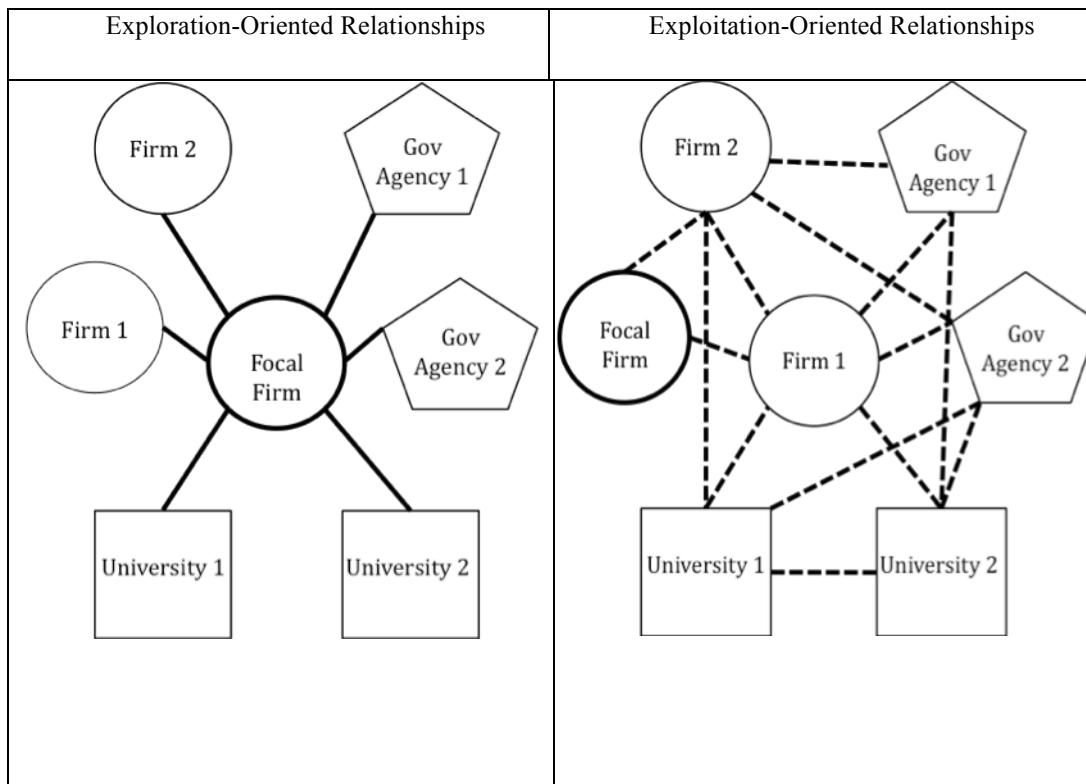 Exploration-Oriented Relationships
Exploitation-Oriented Relationships
Firm 2
Gov
Agency 1
Firm 1
Focal
Firm
Gov
Agency 2
University 1
University 2
Firm 2
Gov
Agency 1
Focal
Firm
Firm 1
Gov
Agency 2
University 1
University 2